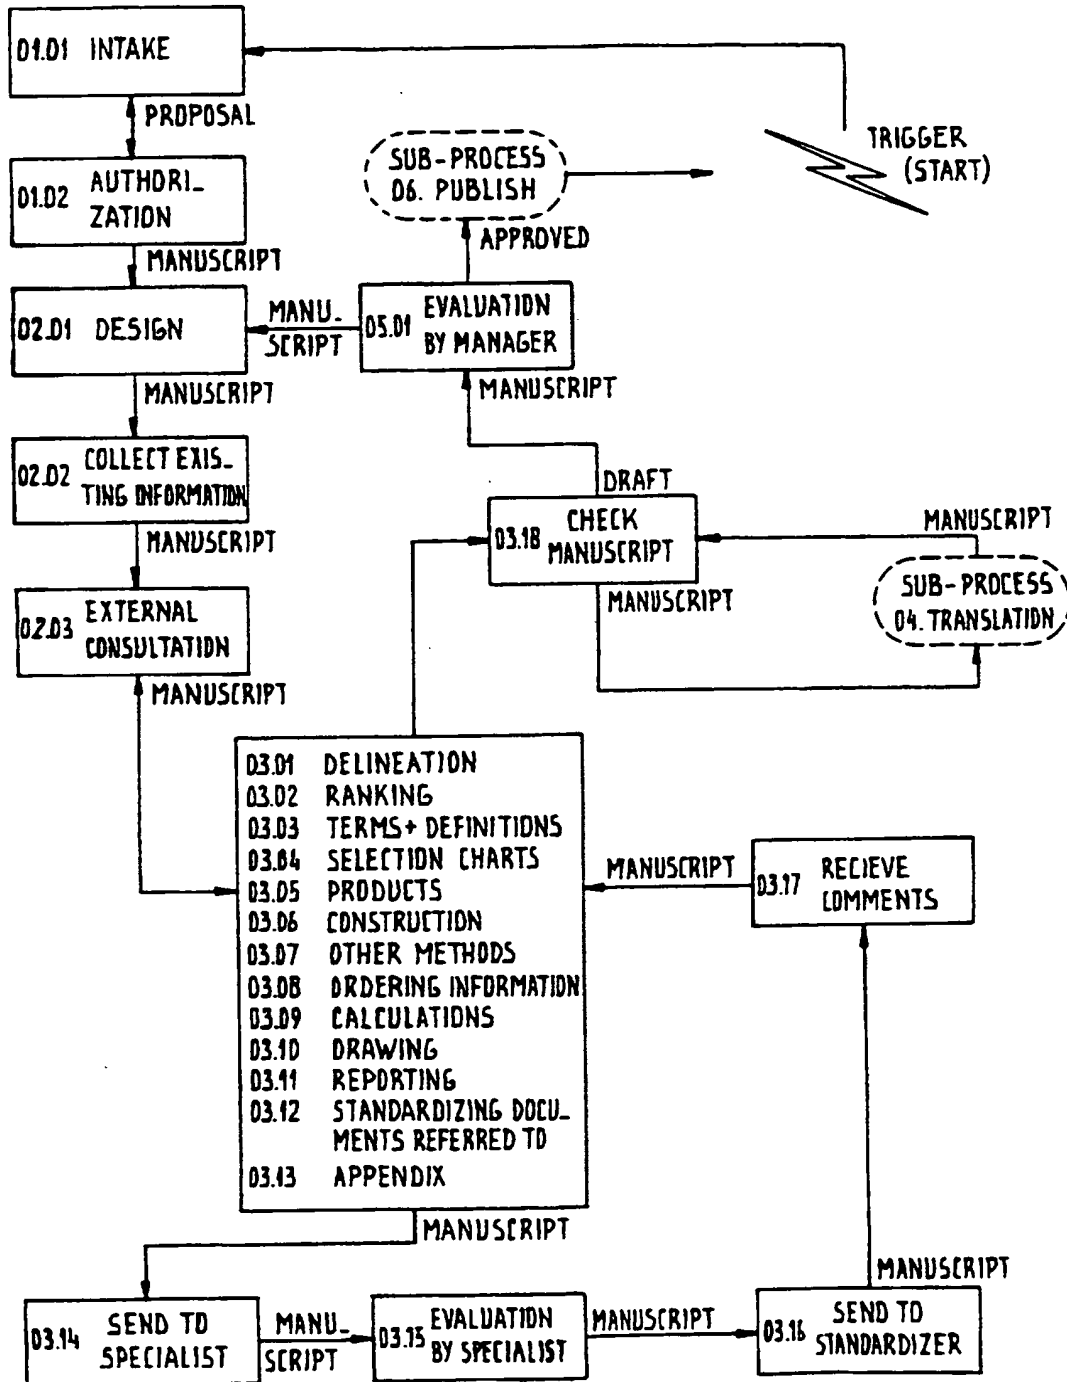 01.01 INTAKE
PROPOSAL
TRIGGER
(START)
SUB-PROCESS
06. PUBLISH
01.02 AUTHORI-
ZATION
APPROVED
MANUSCRIPT
02.01 DESIGN
MANU-
SCRIPT
05.01 EVALUATION
BY MANAGER
MANUSCRIPT
MANUSCRIPT
02.02 COLLECT EXIS-
TING INFORMATION
DRAFT
03.18 CHECK
MANUSCRIPT
MANUSCRIPT
MANUSCRIPT
MANUSCRIPT
SUB-PROCESS
04. TRANSLATION
02.03 EXTERNAL
CONSULTATION
MANUSCRIPT
03.01 DELINEATION
03.02 RANKING
03.03 TERMS+ DEFINITIONS
03.04 SELECTION CHARTS
03.05 PRODUCTS
03.06 CONSTRUCTION
03.07 OTHER METHODS
03.08 ORDERING INFORMATION
03.09 CALCULATIONS
03.10 DRAWING
03.11 REPORTING
03.12 STANDARDIZING DOCU-
MENTS REFERRED TO
03.13 APPENDIX
MANUSCRIPT
03.17 RECIEVE
COMMENTS
MANUSCRIPT
MANUSCRIPT
03.14 SEND TO
SPECIALIST
MANU-
SCRIPT
03.15 EVALUATION
BY SPECIALIST
MANUSCRIPT
03.16 SEND TO
STANDARDIZER